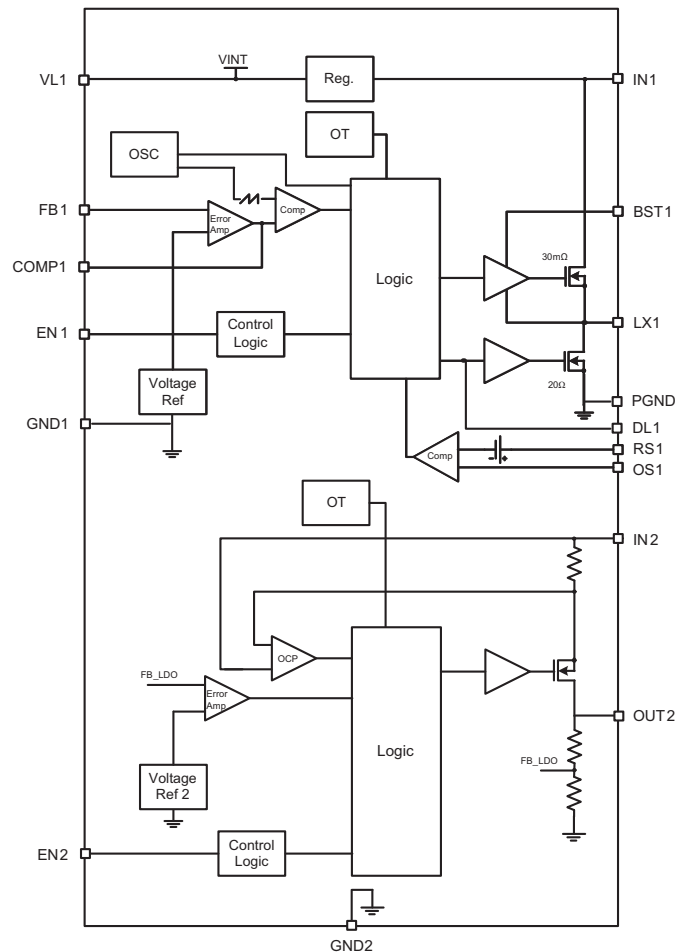 VINT
VL1
Reg.
IN1
OT
OSC
FB1
Error
Amp
Comp
BST1
30mΩ
COMP1
Logic
EN1
Control
Logic
LX1
Voltage
Ref
20Ω
PGND
GND1
DL1
Comp
RS1
OS1
OT
IN2
OCP
FB_LDO
Error
Amp
OUT2
Logic
FB_LDO
Voltage
Ref 2
EN2
Control
Logic
GND2